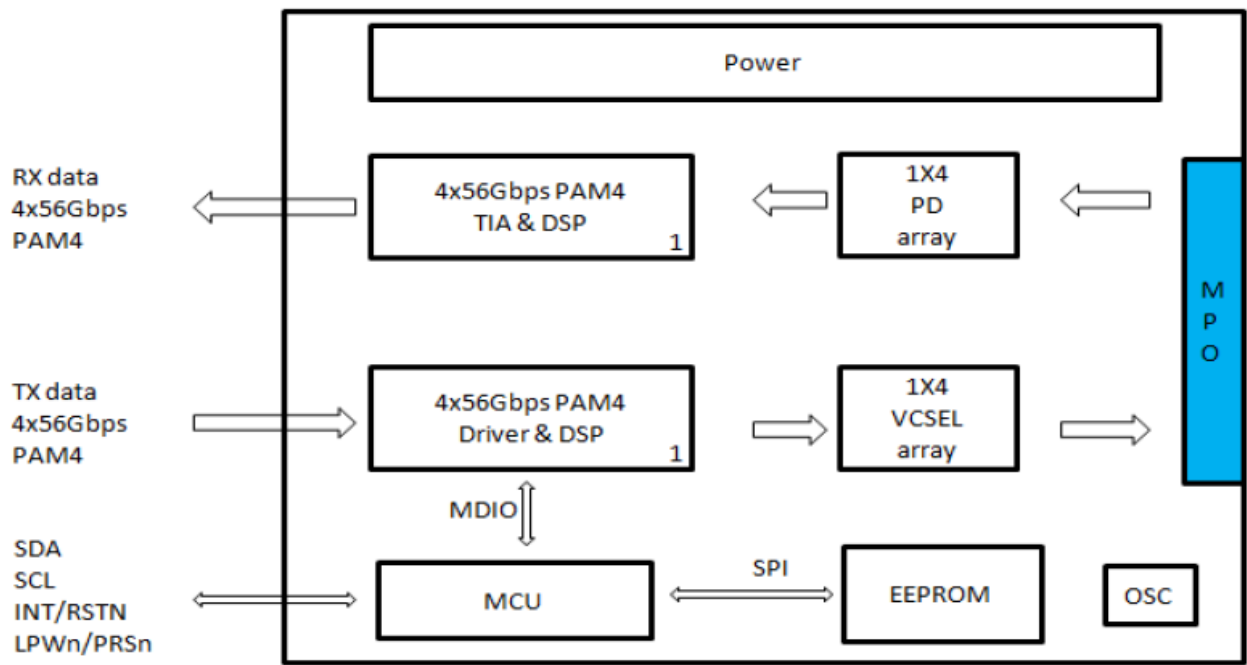 Power
RX data
4x56Gbps
PAM4
4x56Gbps PAM4
TIA & DSP
1
1X4
PD
array
M
P
O
TX data
4x56Gbps
PAM4
4x56Gbps PAM4
Driver & DSP
1
1X4
VCSEL
array
MDIO
SDA
SCL
INT/RSTN
LPWn/PRSn
MCU
SPI
EEPROM
OSC